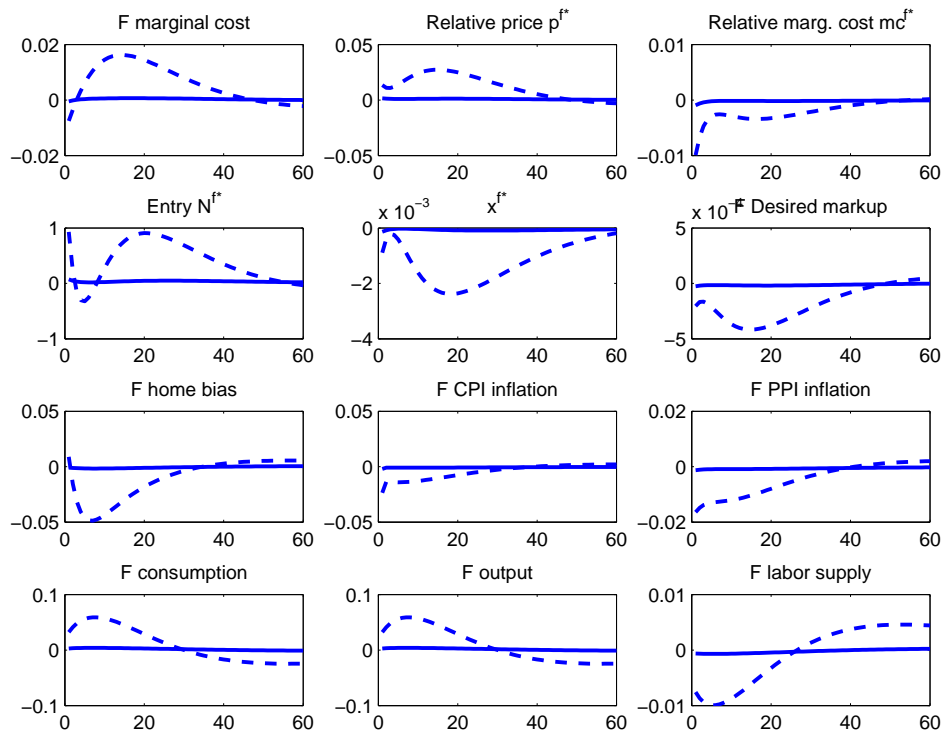 F marginal cost
Relative price p^f*
Relative marg. cost mc^f*
0.02
0
−0.02
0 20 40 60
0.05
0
−0.05
0 20 40 60
0.01
0
−0.01
0 20 40 60
Entry N^f*
x 10^−3
x^f*
x 10^−4
F Desired markup
1
0
−1
0 20 40 60
0
−2
−4
0 20 40 60
5
0
−5
0 20 40 60
F home bias
F CPI inflation
F PPI inflation
0.05
0
−0.05
0 20 40 60
0.05
0
−0.05
0 20 40 60
0.02
0
−0.02
0 20 40 60
F consumption
F output
F labor supply
0.1
0
−0.1
0 20 40 60
0.1
0
−0.1
0 20 40 60
0.01
0
−0.01
0 20 40 60